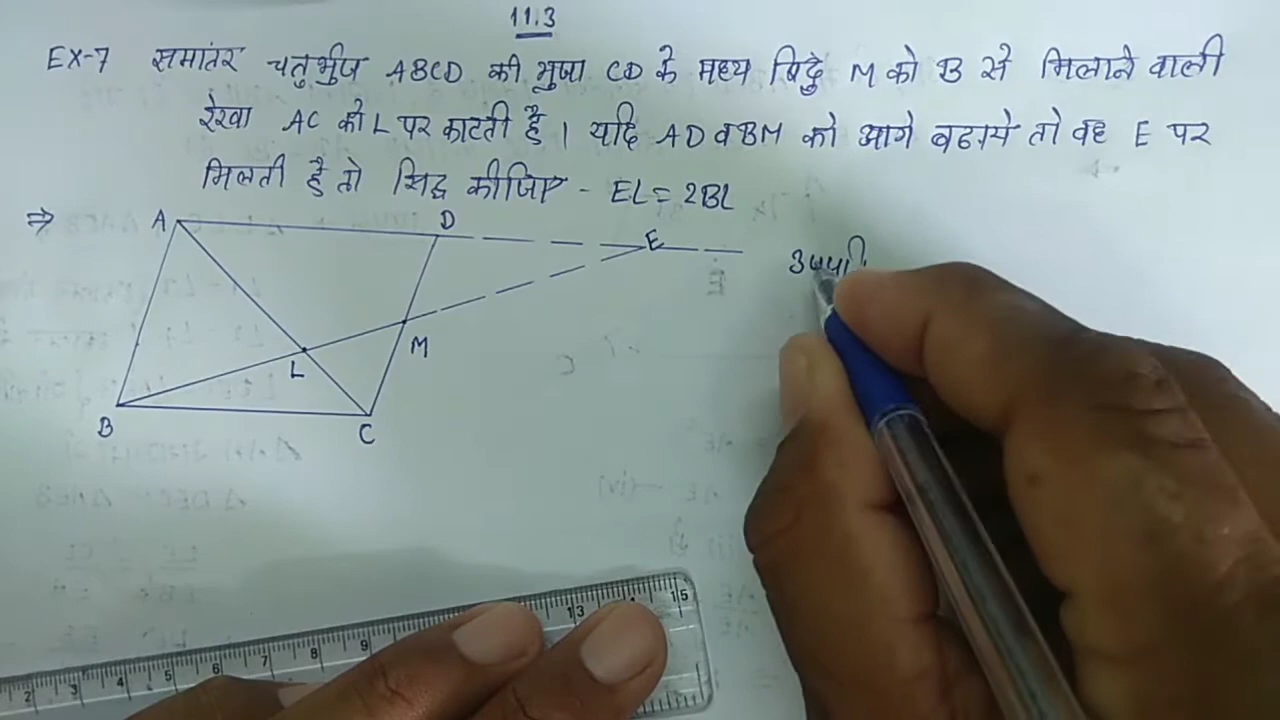 11.3
EX-7 समांतर चतुर्भुज ABCD की भुजा CD के मध्य बिंदु M को B से मिलाने वाली
रेखा AC को L पर काटती है। यदि AD व BM को आगे बढ़ाये तो वह E पर
मिलती है तो सिद्ध कीजिए - EL = 2BL
⇒ A D E
M
L
B C